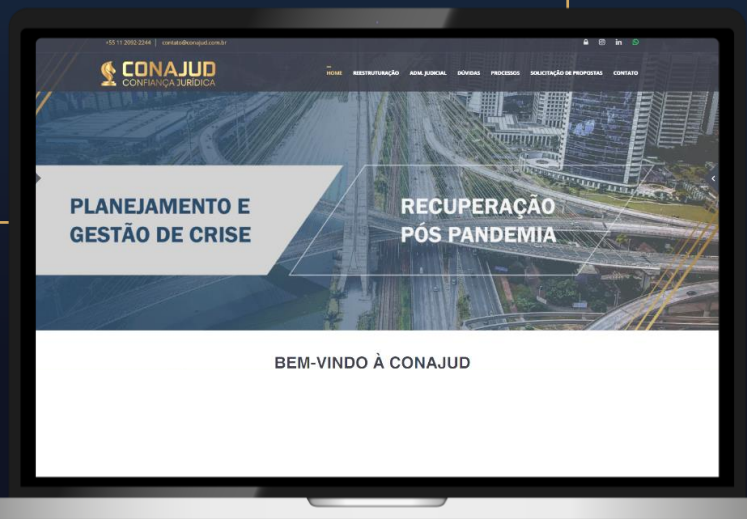 +55 11 2092-2244 | contato@conajud.com.br
CONAJUD
CONFIANÇA JURÍDICA
HOME REESTRUTURAÇÃO ADM. JUDICIAL DÚVIDAS PROCESSOS SOLICITAÇÃO DE PROPOSTAS CONTATO
PLANEJAMENTO E
GESTÃO DE CRISE
RECUPERAÇÃO
PÓS PANDEMIA
BEM-VINDO À CONAJUD